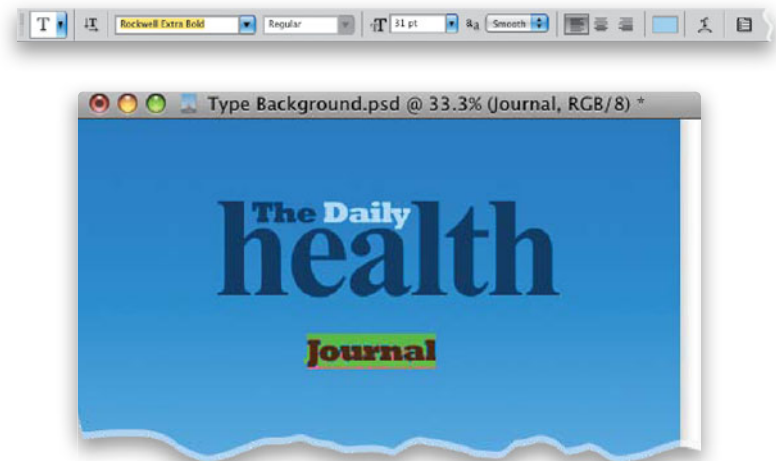 T T Rockwell Extra Bold Regular T 31 pt aa Smooth
Type Background.psd @ 33.3% (Journal, RGB/8) *
The Daily
health
Journal